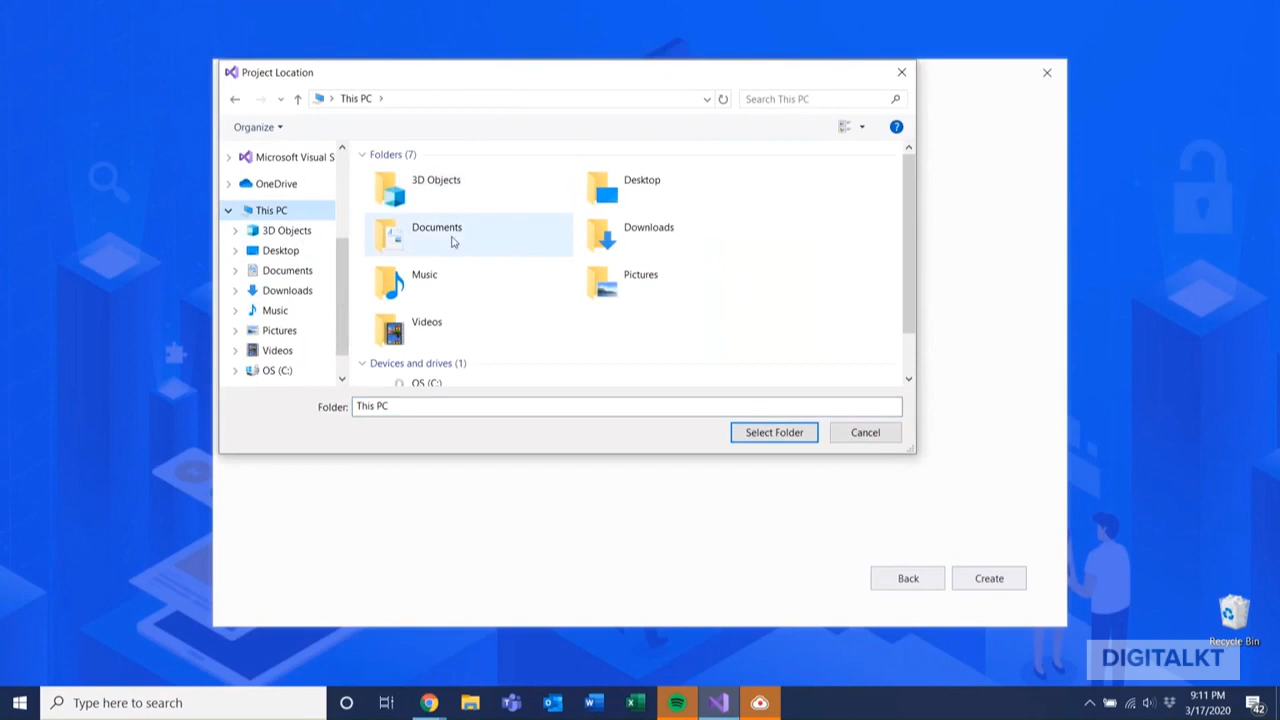 Project Location
This PC
Search This PC
Organize
Microsoft Visual S
OneDrive
This PC
3D Objects
Desktop
Documents
Downloads
Music
Pictures
Videos
OS (C:)
Folders (7)
3D Objects
Desktop
Documents
Downloads
Music
Pictures
Videos
Devices and drives (1)
OS (C:)
Folder: This PC
Select Folder
Cancel
Back
Create
Recycle Bin
DIGITALKT
Type here to search
9:11 PM
3/17/2020
42